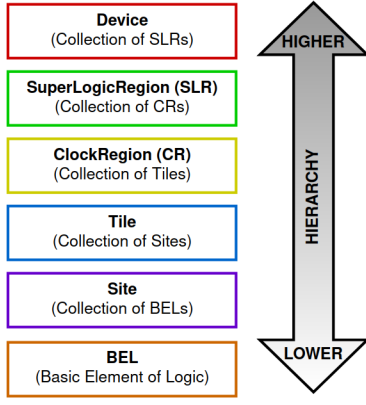 Device
(Collection of SLRs)
SuperLogicRegion (SLR)
(Collection of CRs)
ClockRegion (CR)
(Collection of Tiles)
Tile
(Collection of Sites)
Site
(Collection of BELs)
BEL
(Basic Element of Logic)
HIGHER
HIERARCHY
LOWER